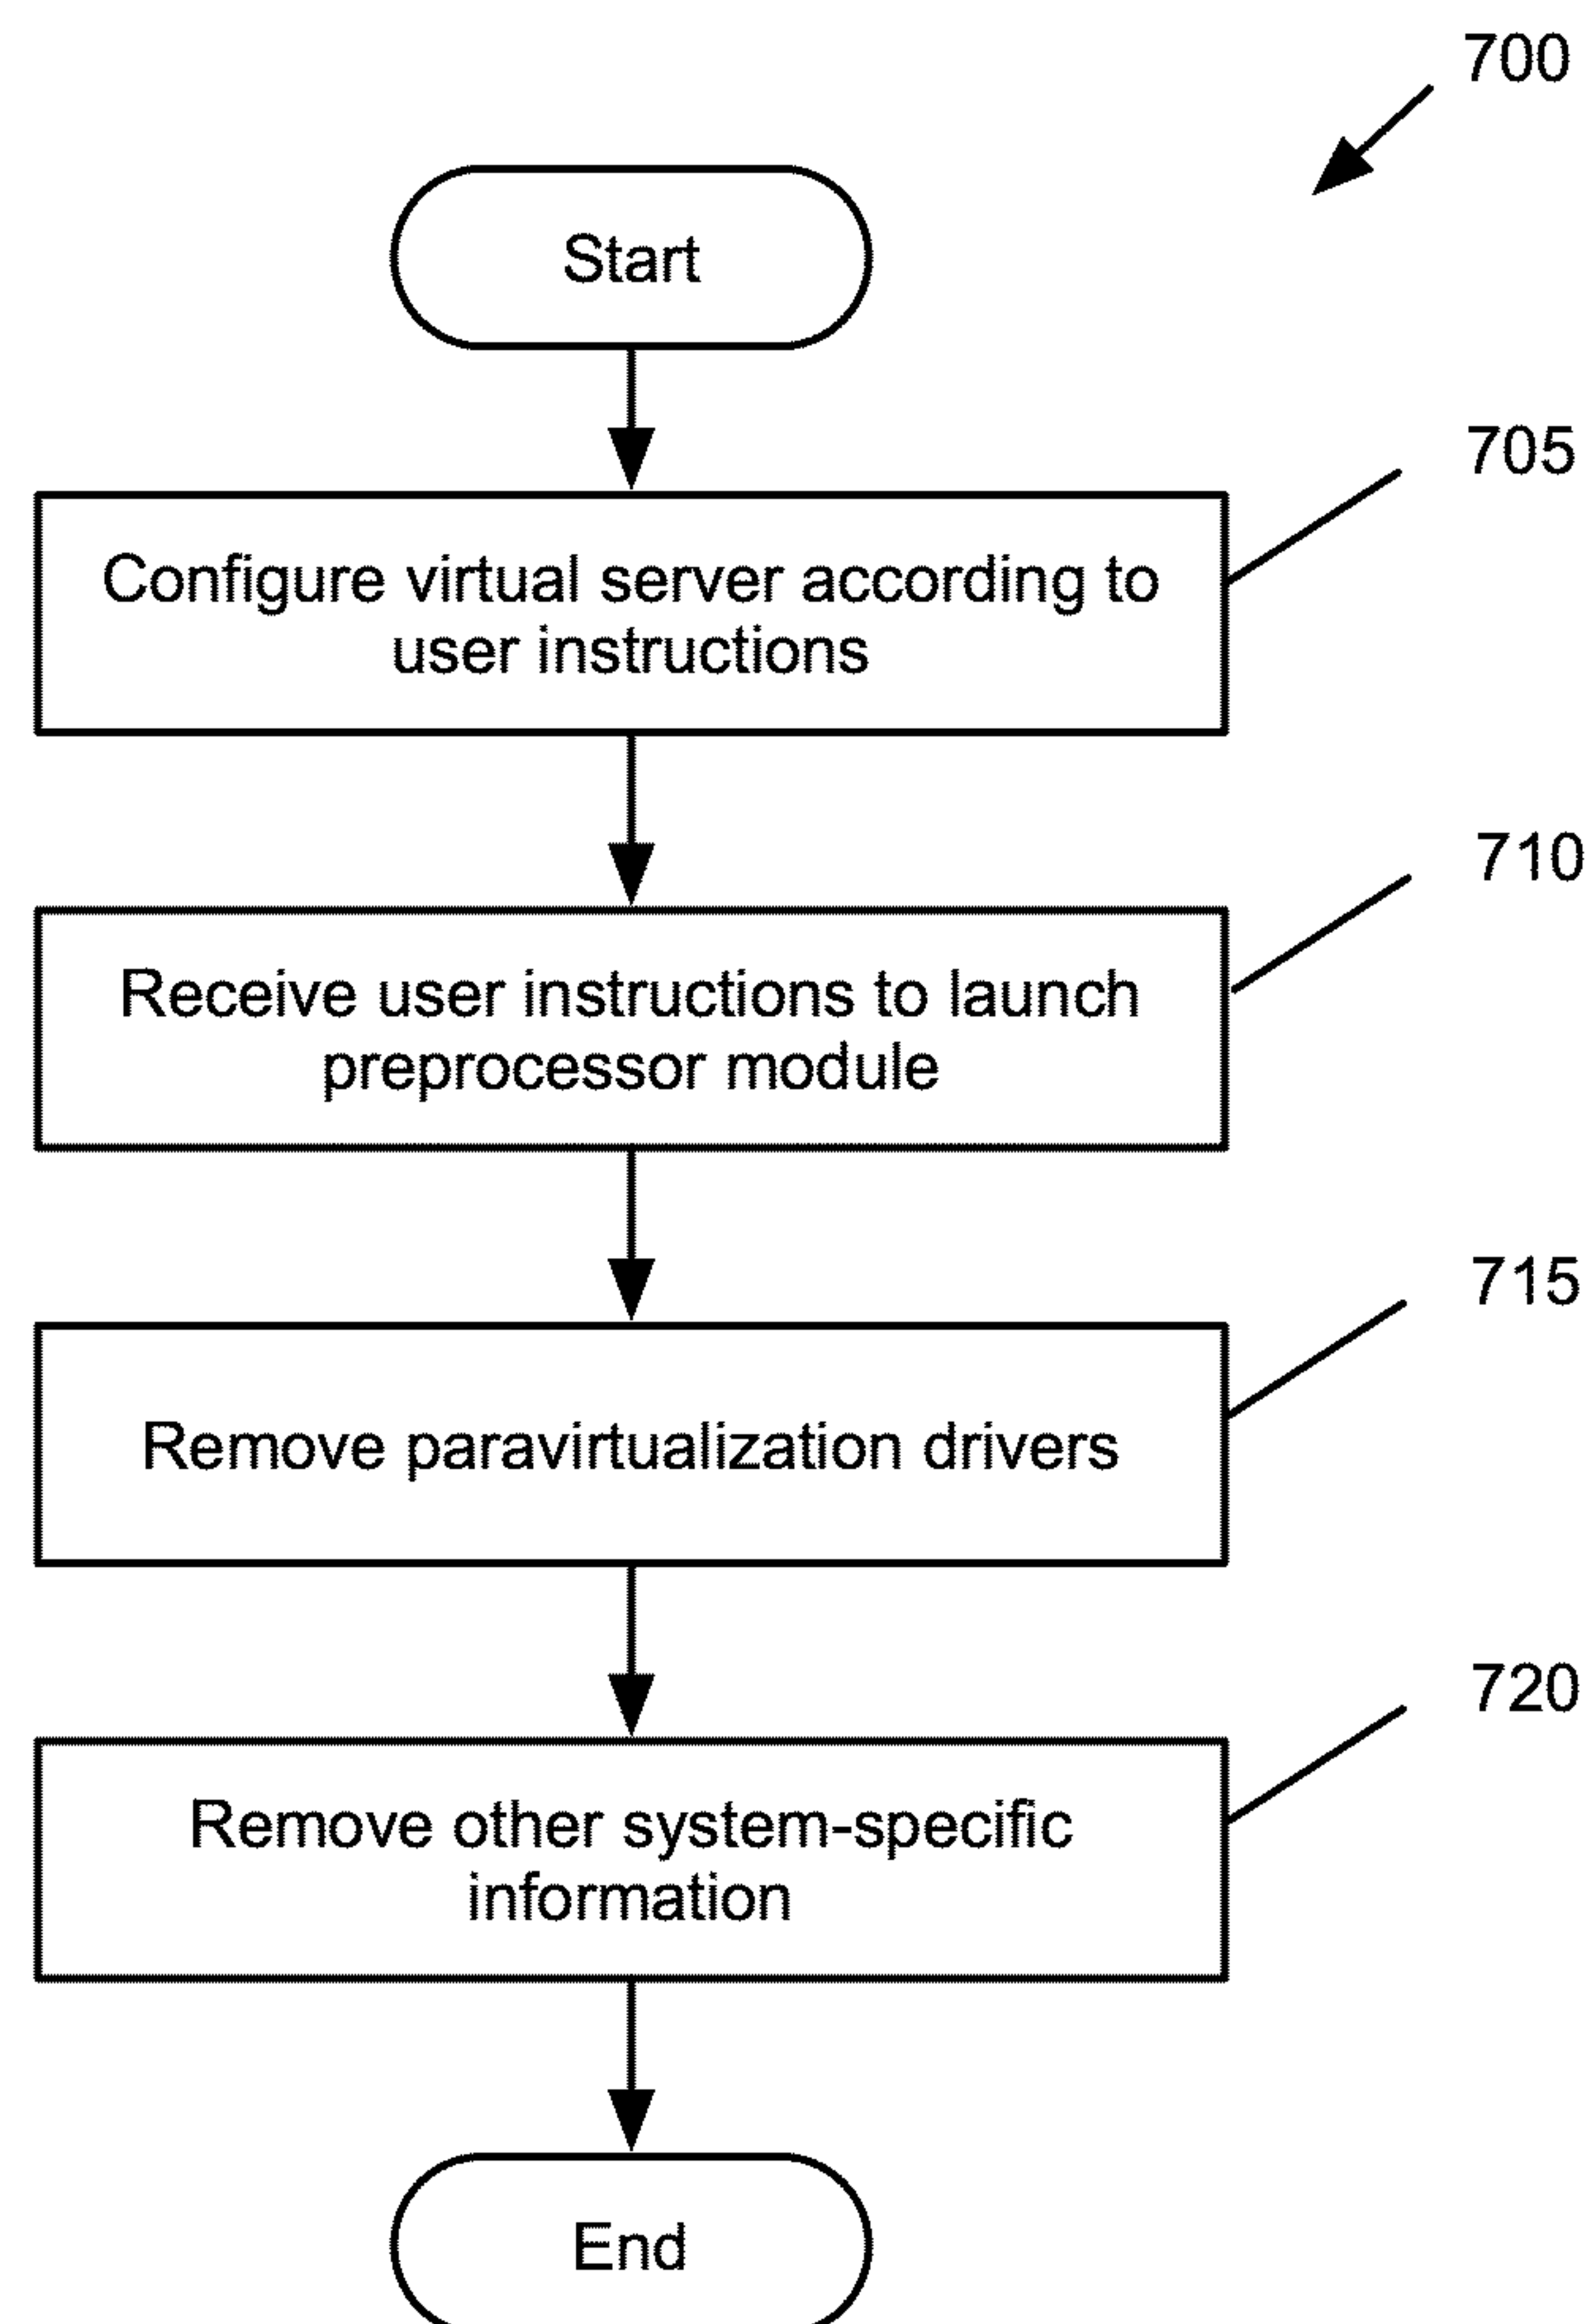 700
Start
705
Configure virtual server according to
user instructions
710
Receive user instructions to launch
preprocessor module
715
Remove paravirtualization drivers
720
Remove other system-specific
information
End